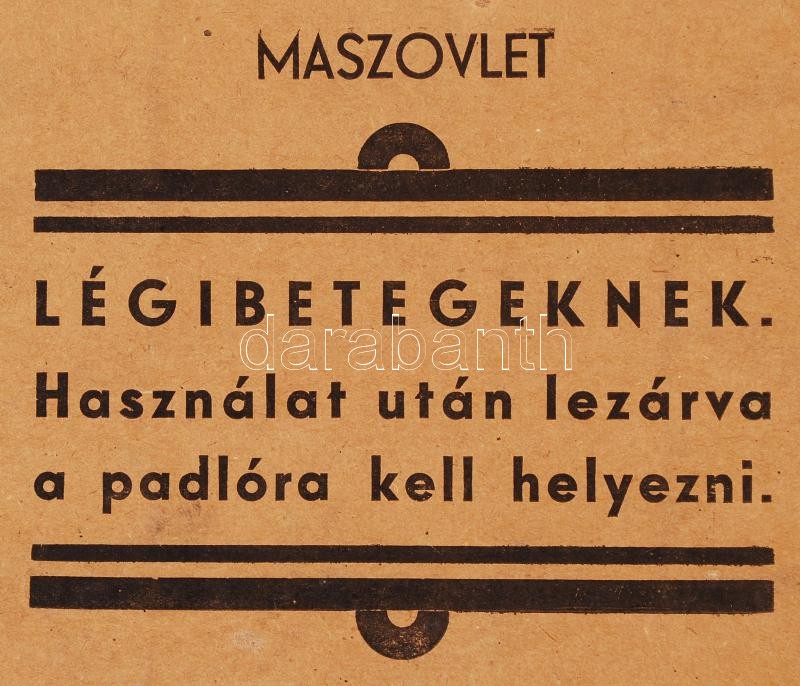 MASZOVLET
LÉGIBETEGEKNEK.
darabanth
Használat után lezárva
a padlóra kell helyezni.